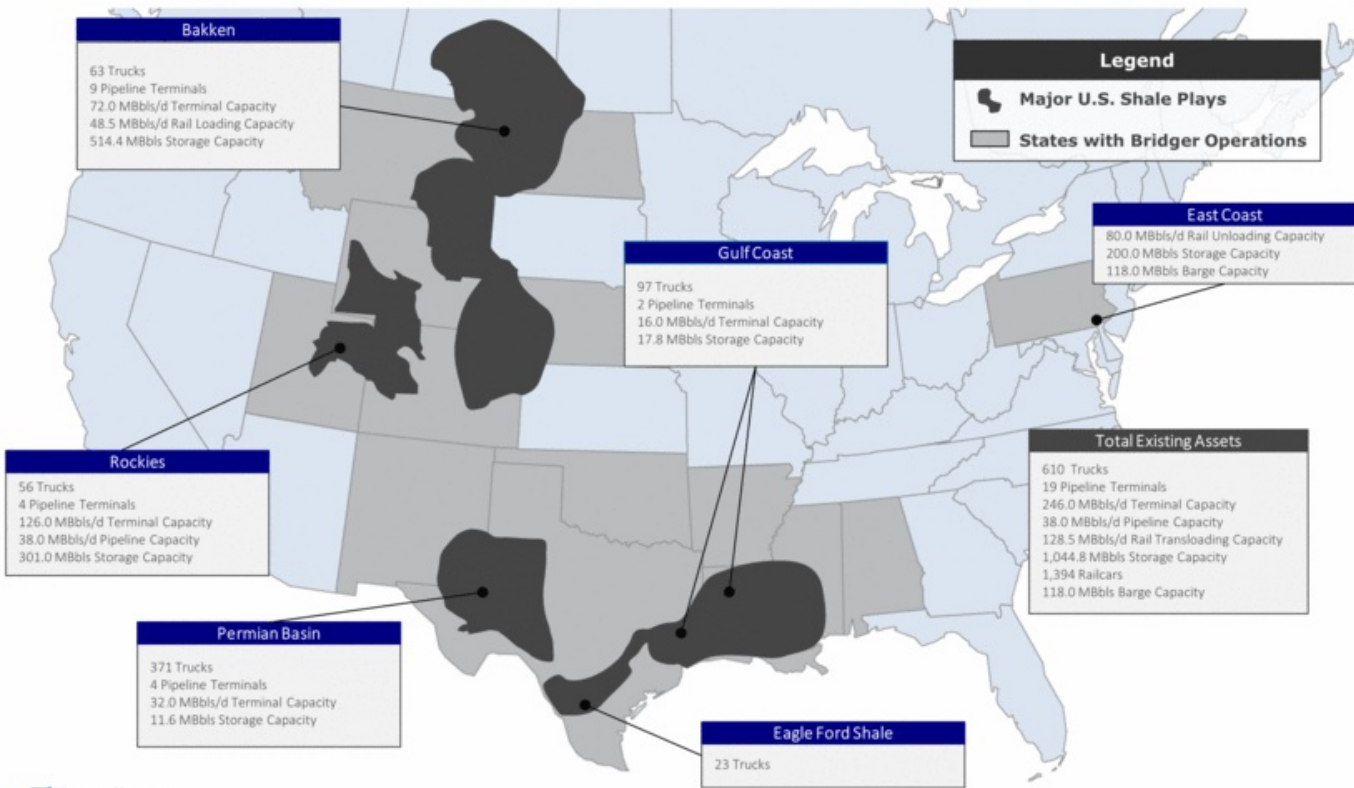 Bakken
63 Trucks
9 Pipeline Terminals
72.0 MBbls/d Terminal Capacity
48.5 MBbls/d Rail Loading Capacity
514.4 MBbls Storage Capacity
Legend
Major U.S. Shale Plays
States with Bridger Operations
East Coast
80.0 MBbls/d Rail Unloading Capacity
200.0 MBbls Storage Capacity
118.0 MBbls Barge Capacity
Gulf Coast
97 Trucks
2 Pipeline Terminals
16.0 MBbls/d Terminal Capacity
17.8 MBbls Storage Capacity
Rockies
56 Trucks
4 Pipeline Terminals
126.0 MBbls/d Terminal Capacity
38.0 MBbls/d Pipeline Capacity
301.0 MBbls Storage Capacity
Total Existing Assets
610 Trucks
19 Pipeline Terminals
246.0 MBbls/d Terminal Capacity
38.0 MBbls/d Pipeline Capacity
128.5 MBbls/d Rail Transloading Capacity
1,044.8 MBbls Storage Capacity
1,394 Railcars
118.0 MBbls Barge Capacity
Permian Basin
371 Trucks
4 Pipeline Terminals
32.0 MBbls/d Terminal Capacity
11.6 MBbls Storage Capacity
Eagle Ford Shale
23 Trucks